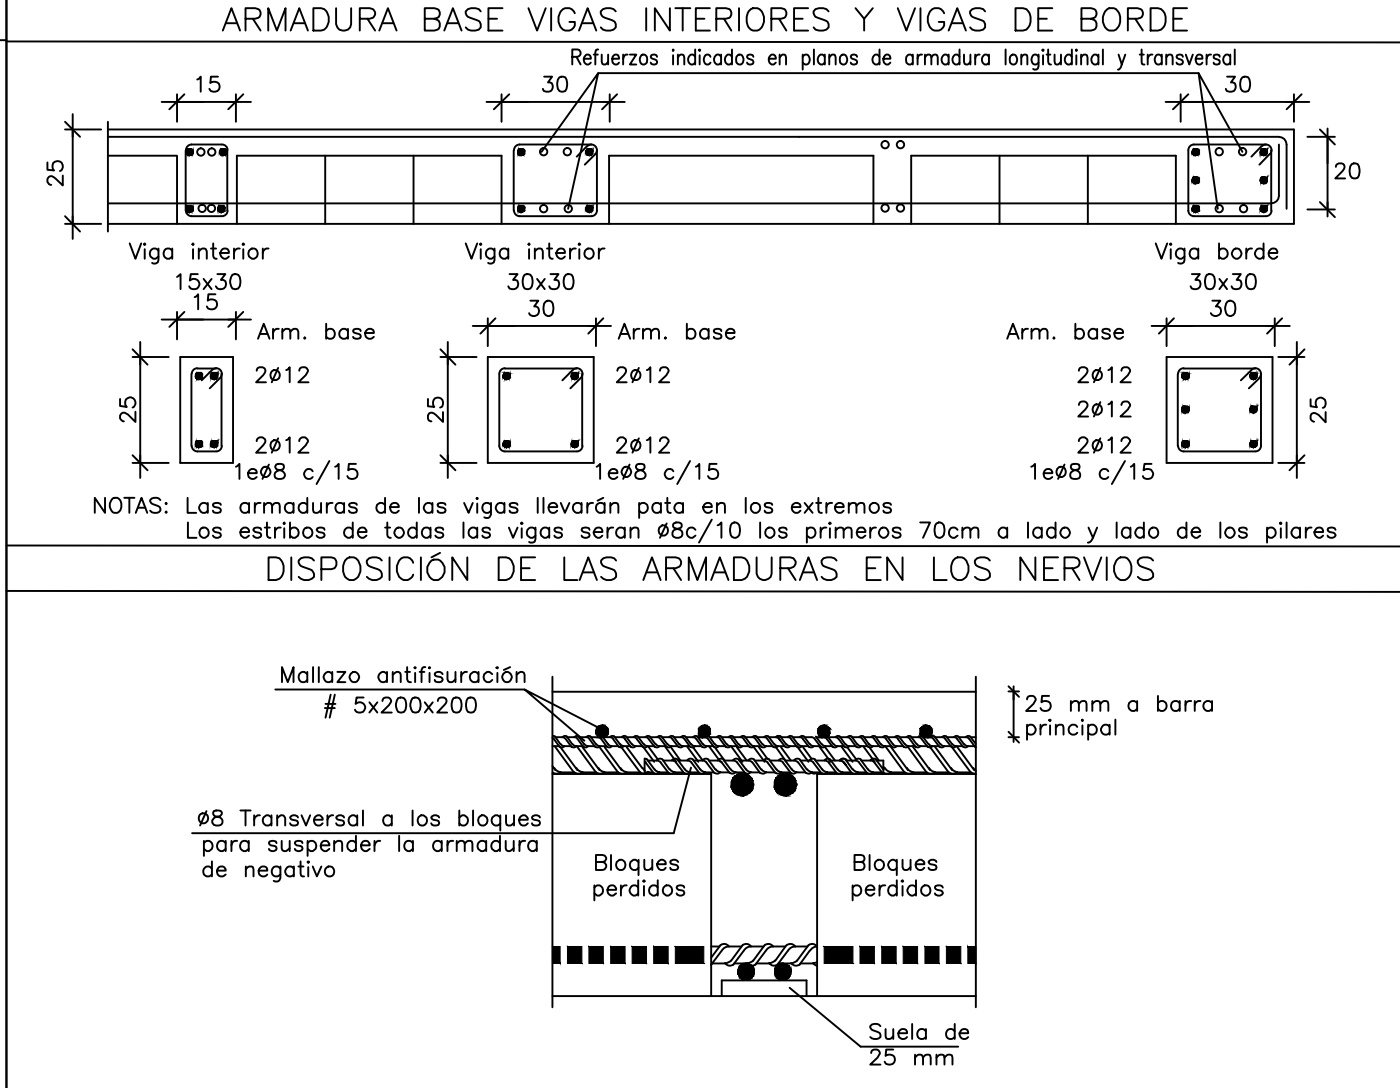 ARMADURA BASE VIGAS INTERIORES Y VIGAS DE BORDE
Refuerzos indicados en planos de armadura longitudinal y transversal
15
30
30
25
20
Viga interior
15x30
Viga interior
30x30
Viga borde
30x30
15
Arm. base
25
2ø12
2ø12
1eø8 c/15
30
Arm. base
25
2ø12
2ø12
1eø8 c/15
30
Arm. base
2ø12
2ø12
2ø12
1eø8 c/15
25
NOTAS: Las armaduras de las vigas llevarán pata en los extremos
Los estribos de todas las vigas seran ø8c/10 los primeros 70cm a lado y lado de los pilares
DISPOSICIÓN DE LAS ARMADURAS EN LOS NERVIOS
Mallazo antifisuración
# 5x200x200
25 mm a barra
principal
ø8 Transversal a los bloques
para suspender la armadura
de negativo
Bloques
perdidos
Bloques
perdidos
Suela de
25 mm